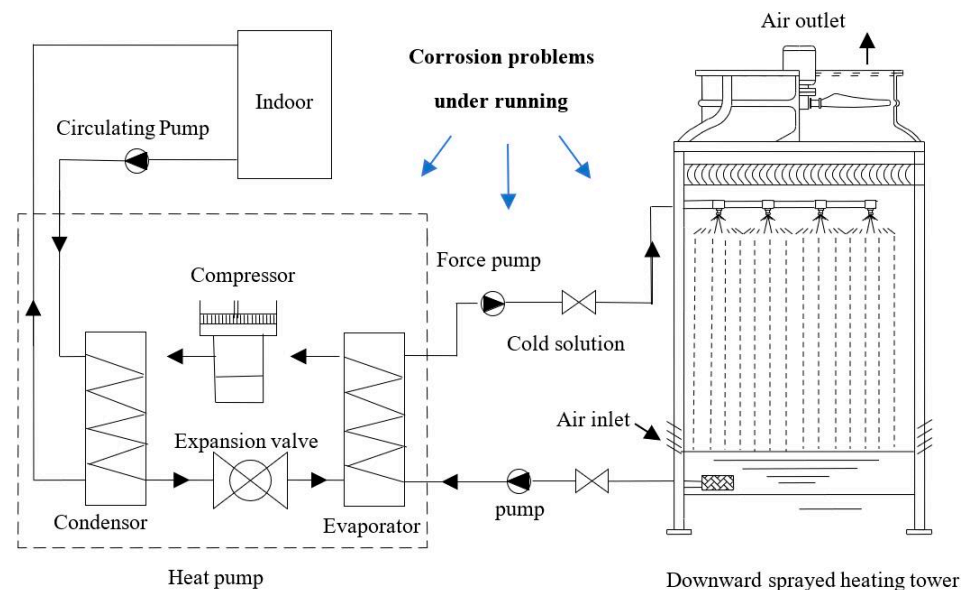 Air outlet
Corrosion problems
under running
Indoor
Circulating Pump
Compressor
Force pump
Cold solution
Air inlet
Expansion valve
Condensor
Evaporator
pump
Heat pump
Downward sprayed heating tower